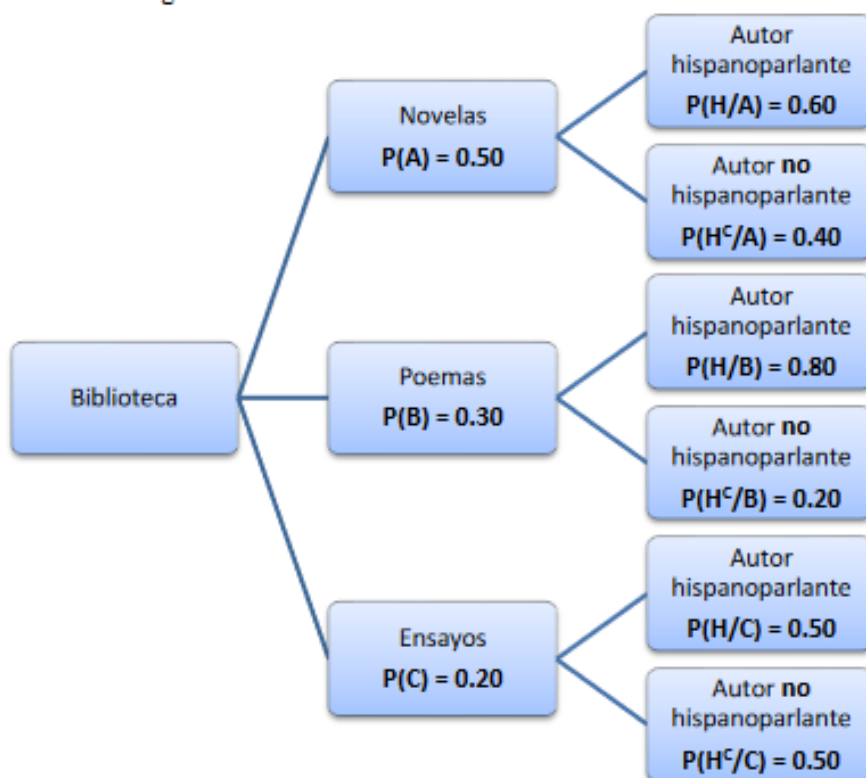 Autor
hispanoparlante
P(H/A) = 0.60
Novelas
P(A) = 0.50
Autor no
hispanoparlante
P(Hᶜ/A) = 0.40
Autor
hispanoparlante
P(H/B) = 0.80
Biblioteca
Poemas
P(B) = 0.30
Autor no
hispanoparlante
P(Hᶜ/B) = 0.20
Autor
hispanoparlante
P(H/C) = 0.50
Ensayos
P(C) = 0.20
Autor no
hispanoparlante
P(Hᶜ/C) = 0.50